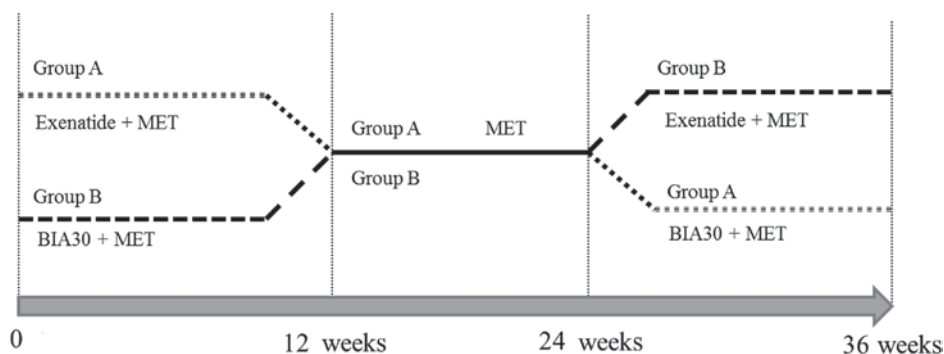 Group A
Exenatide + MET
Group B
BIA30 + MET
Group A MET
Group B
Group B
Exenatide + MET
Group A
BIA30 + MET
0 12 weeks 24 weeks 36 weeks